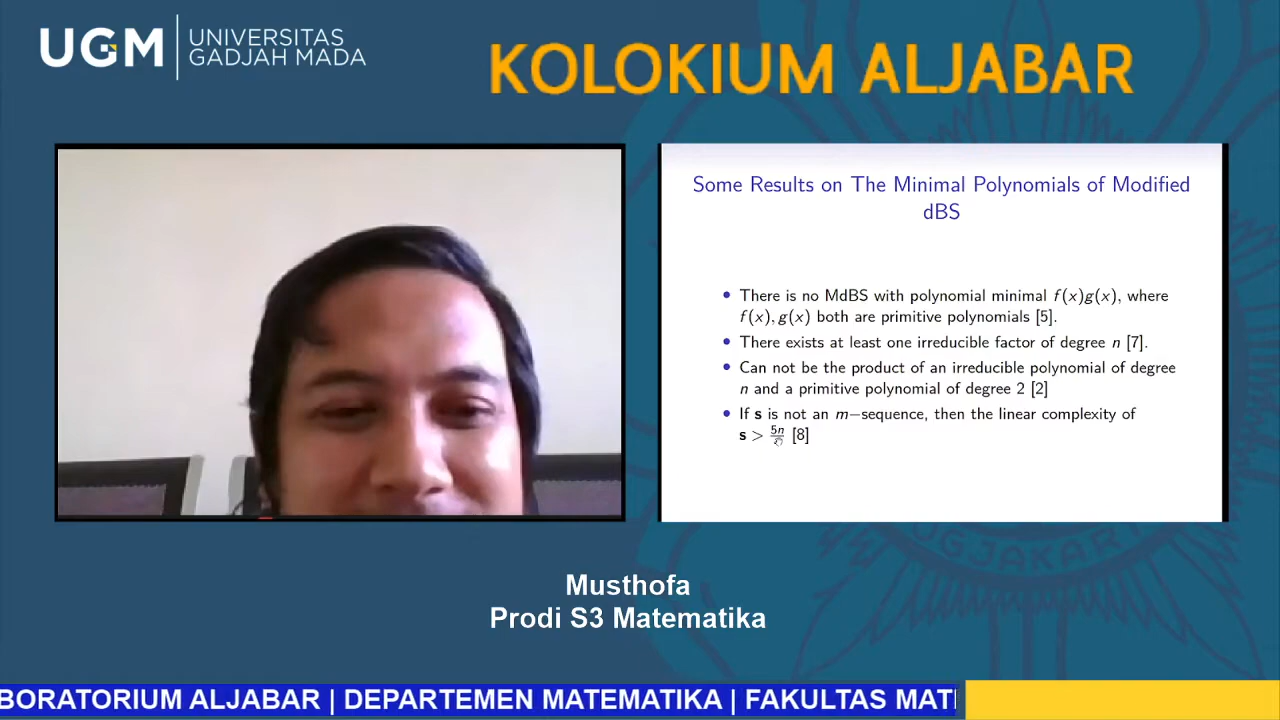 UGM
UNIVERSITAS
GADJAH MADA
KOLOKIUM ALJABAR
Some Results on The Minimal Polynomials of Modified
dBS
• There is no MdBS with polynomial minimal f(x)g(x), where
f(x), g(x) both are primitive polynomials [5].
• There exists at least one irreducible factor of degree n [7].
• Can not be the product of an irreducible polynomial of degree
n and a primitive polynomial of degree 2 [2]
• If s is not an m−sequence, then the linear complexity of
s > 5n/2 [8]
Musthofa
Prodi S3 Matematika
BORATORIUM ALJABAR | DEPARTEMEN MATEMATIKA | FAKULTAS MAT